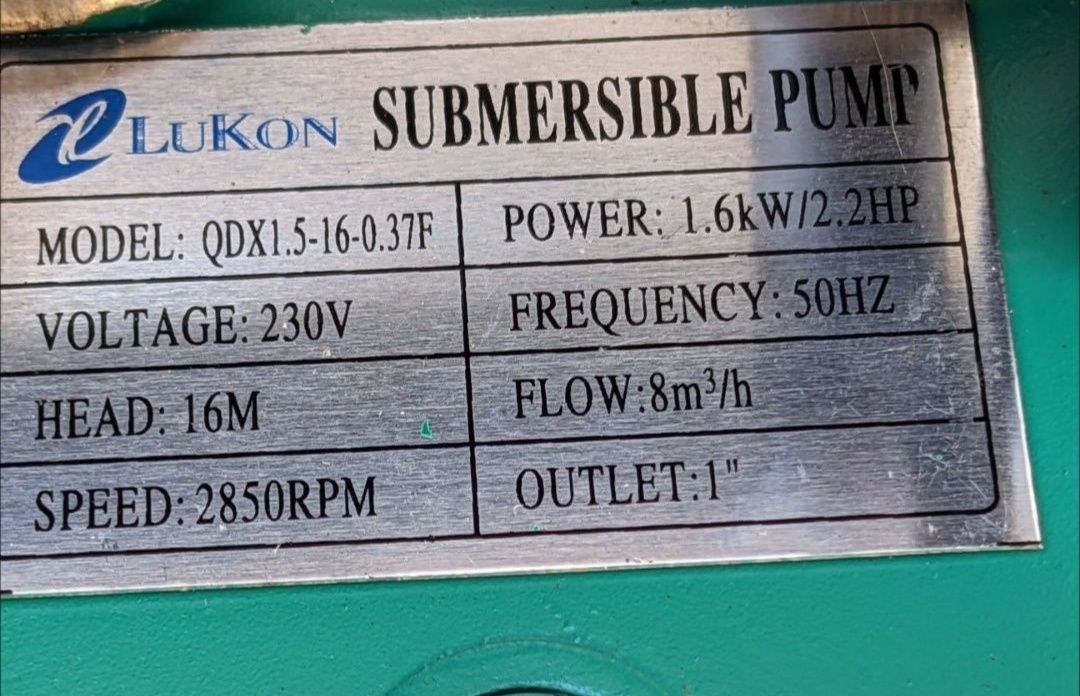 LUKON SUBMERSIBLE PUMP
MODEL: QDX1.5-16-0.37F
POWER: 1.6kW/2.2HP
VOLTAGE: 230V
FREQUENCY: 50HZ
HEAD: 16M
FLOW:8m³/h
SPEED: 2850RPM
OUTLET:1"